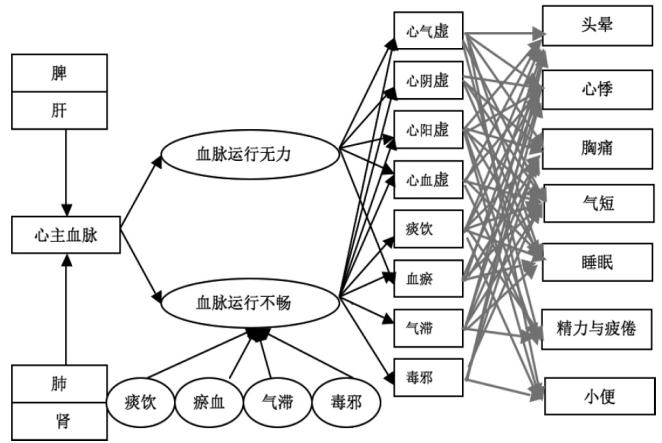 脾
肝
心主血脉
肺
肾
血脉运行无力
血脉运行不畅
痰饮
瘀血
气滞
毒邪
心气虚
心阴虚
心阳虚
心血虚
痰饮
血瘀
气滞
毒邪
头晕
心悸
胸痛
气短
睡眠
精力与疲倦
小便